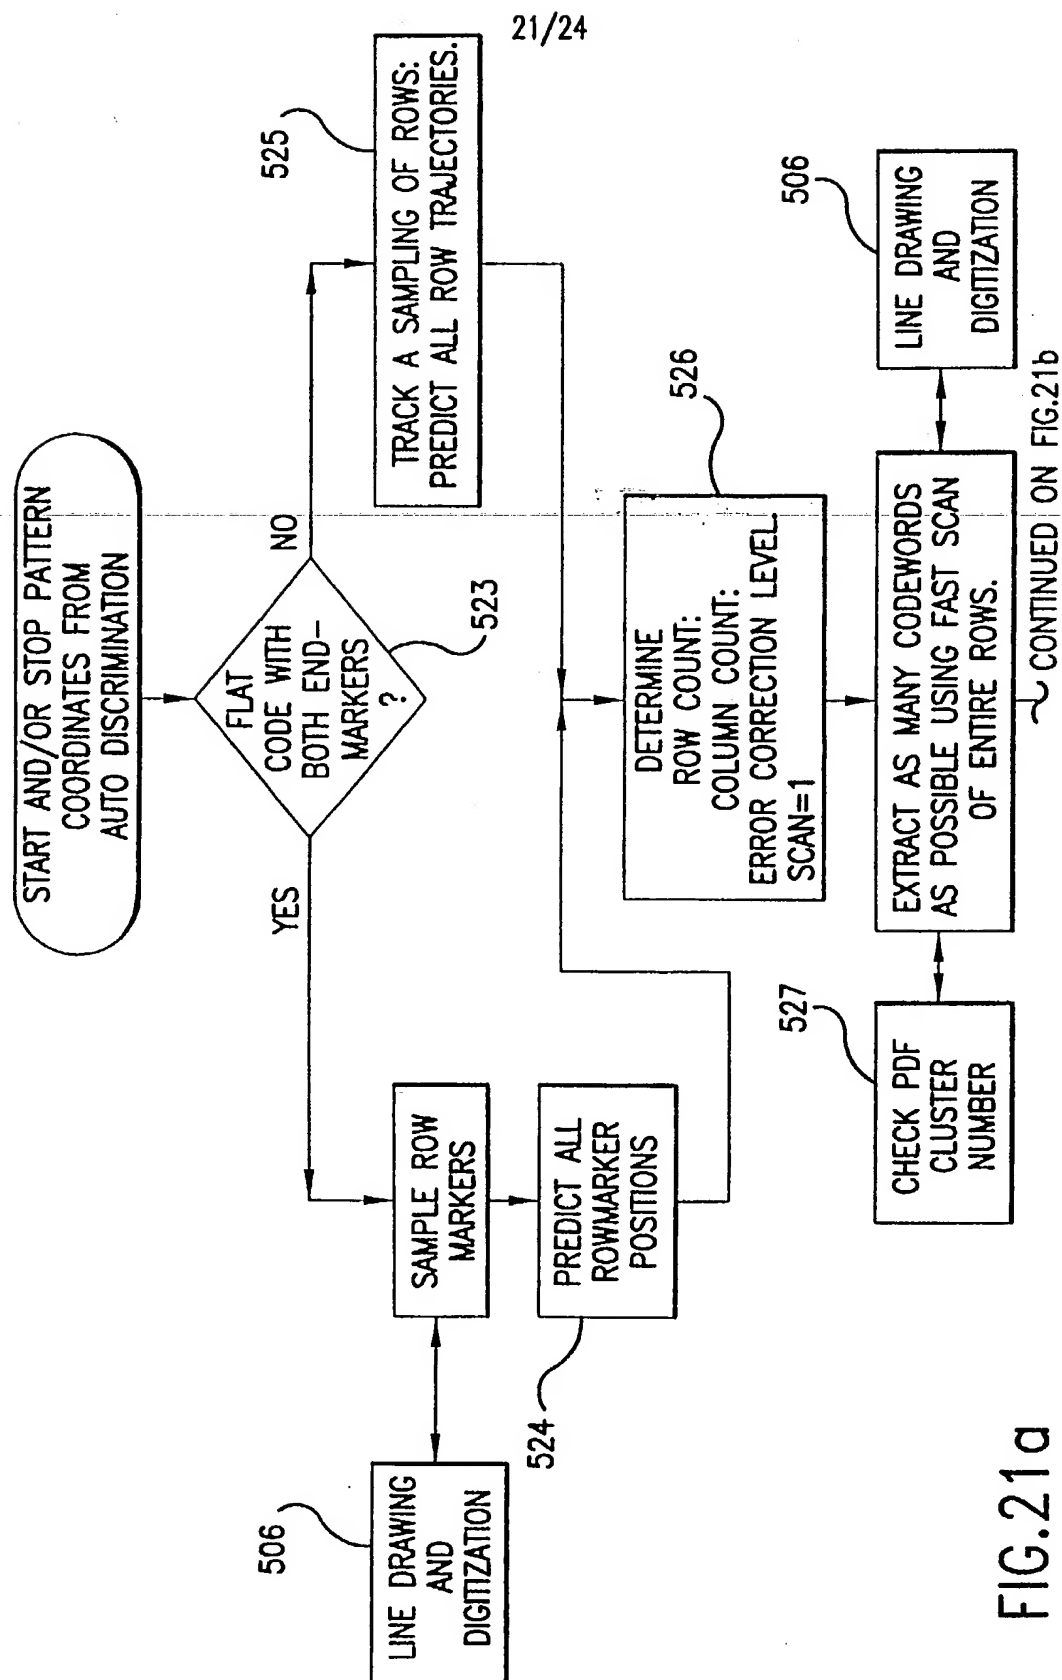 21/24
START AND/OR STOP PATTERN
COORDINATES FROM
AUTO DISCRIMINATION
FLAT
CODE WITH
BOTH END-
MARKERS
?
523
YES
NO
525
TRACK A SAMPLING OF ROWS:
PREDICT ALL ROW TRAJECTORIES.
506
LINE DRAWING
AND
DIGITIZATION
SAMPLE ROW
MARKERS
524
PREDICT ALL
ROWMARKER
POSITIONS
526
DETERMINE
ROW COUNT:
COLUMN COUNT:
ERROR CORRECTION LEVEL.
SCAN=1
527
CHECK PDF
CLUSTER
NUMBER
EXTRACT AS MANY CODEWORDS
AS POSSIBLE USING FAST SCAN
OF ENTIRE ROWS.
506
LINE DRAWING
AND
DIGITIZATION
CONTINUED ON FIG.21b
FIG.21a